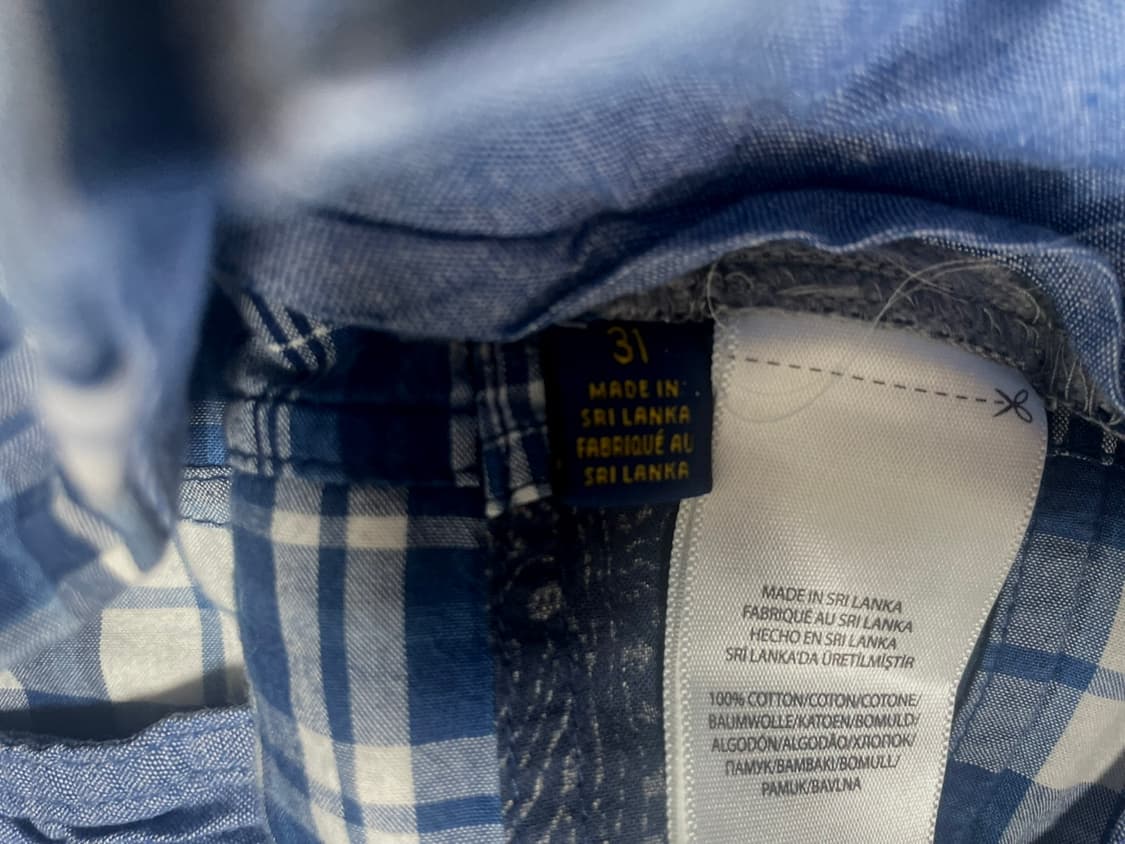 31
MADE IN
SRI LANKA
FABRIQUÉ AU
SRI LANKA
MADE IN SRI LANKA
FABRIQUÉ AU SRI LANKA
HECHO EN SRI LANKA
SRİ LANKA'DA ÜRETİLMİŞTİR
100% COTTON/COTON/COTONE/
BAUMWOLLE/KATOEN/BOMULD/
ALGODÓN/ALGODÃO/ХЛОПОК/
ПАМУК/BAMBAKI/BOMULL/
PAMUK/BAVLNA